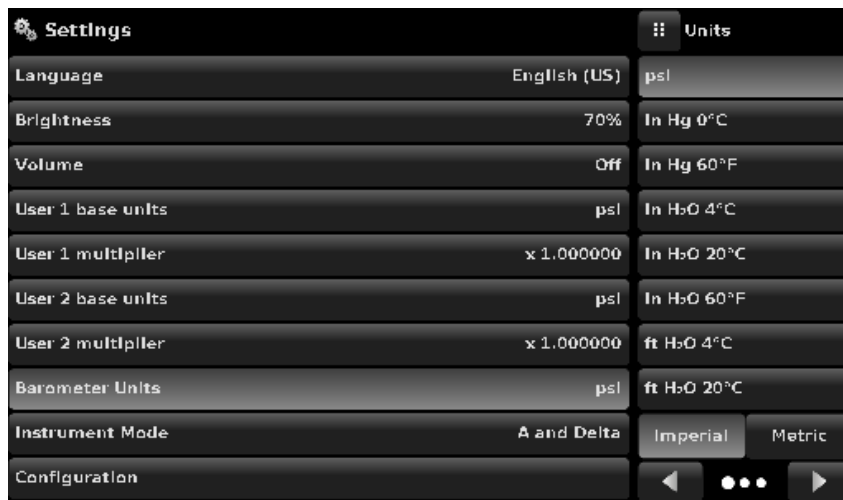 Settings
Language English (US)
Brightness 70%
Volume Off
User 1 base units psi
User 1 multiplier x 1.000000
User 2 base units psi
User 2 multiplier x 1.000000
Barometer Units psi
Instrument Mode A and Delta
Configuration
Units
psi
In Hg 0°C
In Hg 60°F
In H₂O 4°C
In H₂O 20°C
In H₂O 60°F
ft H₂O 4°C
ft H₂O 20°C
Imperial Metric